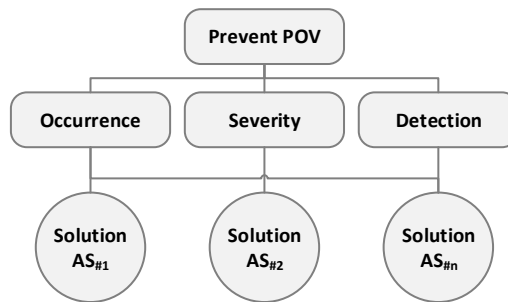 Prevent POV
Occurrence Severity Detection
Solution Solution Solution
AS#1 AS#2 AS#n